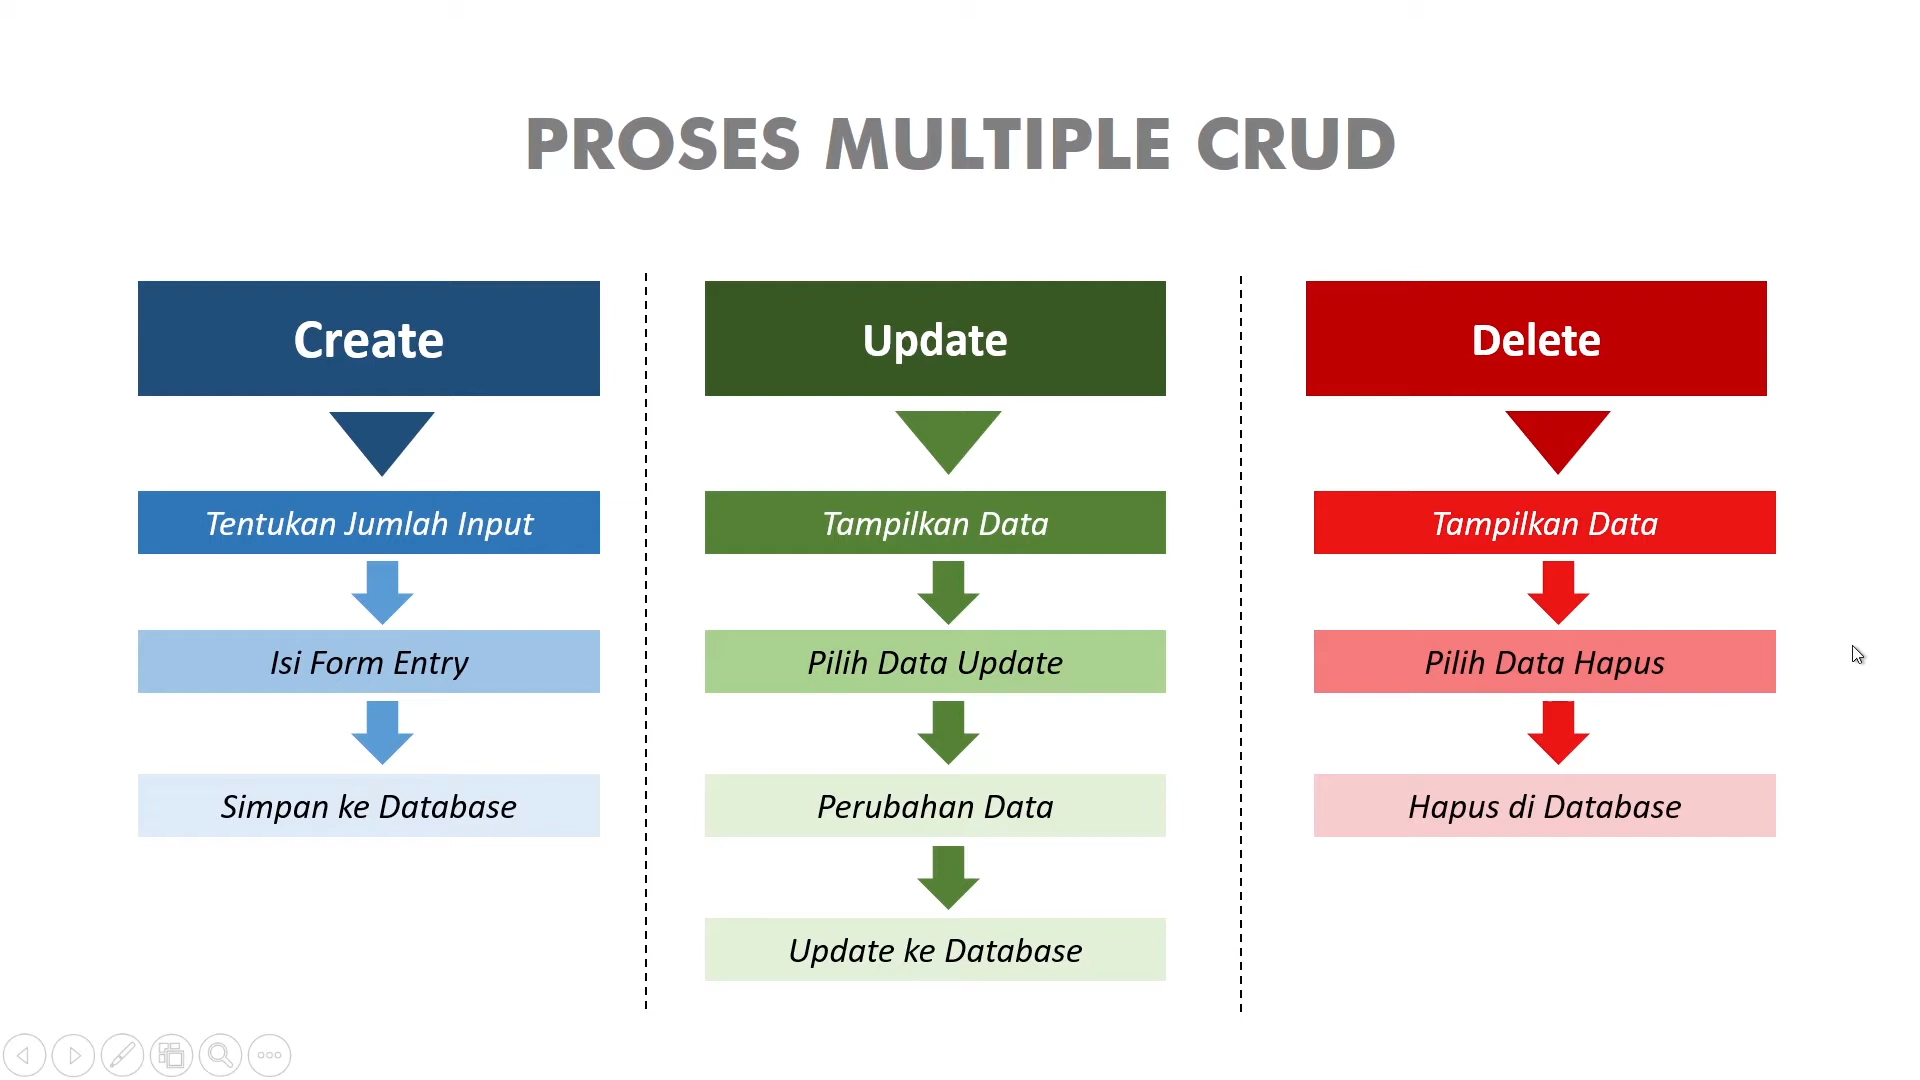 PROSES MULTIPLE CRUD
Create
Tentukan Jumlah Input
Isi Form Entry
Simpan ke Database
Update
Tampilkan Data
Pilih Data Update
Perubahan Data
Update ke Database
Delete
Tampilkan Data
Pilih Data Hapus
Hapus di Database